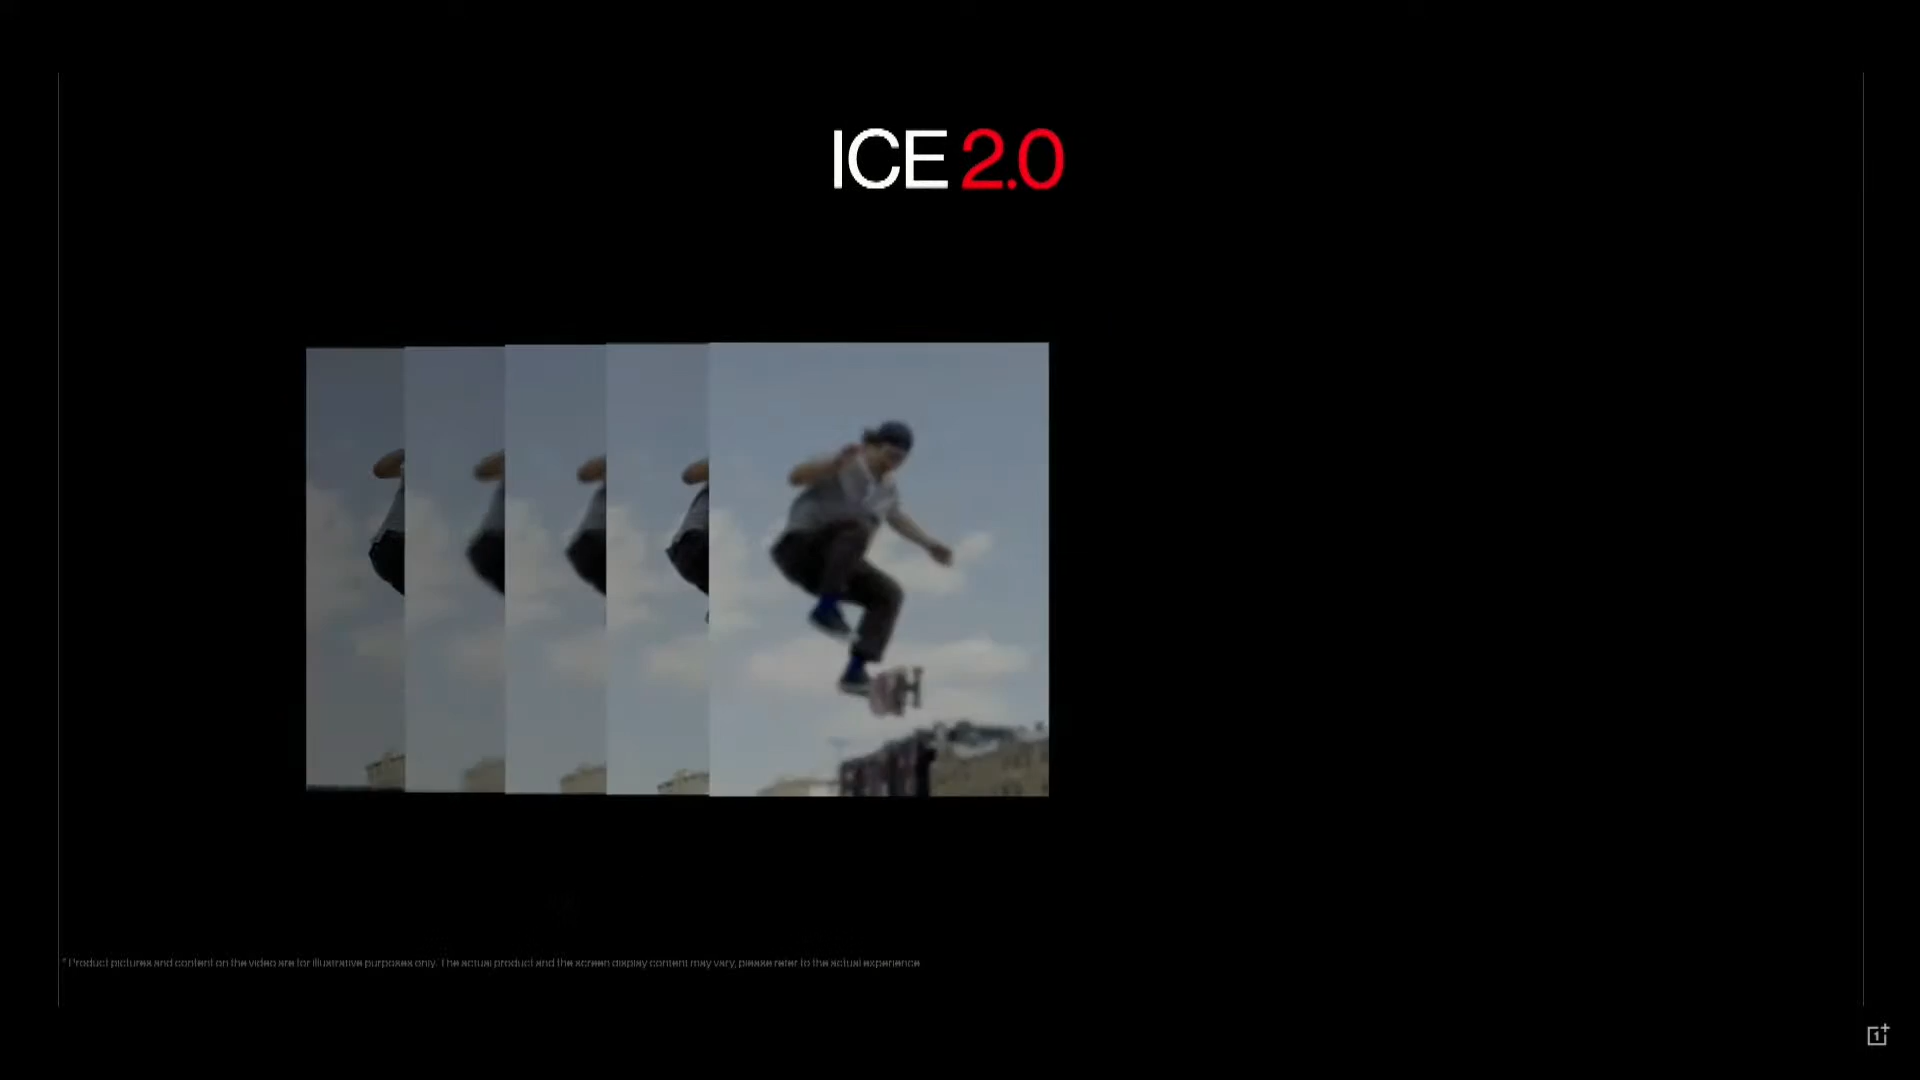 ICE 2.0
* Product pictures and content on the video are for illustrative purposes only. The actual product and the screen display content may vary, please refer to the actual experience
1+